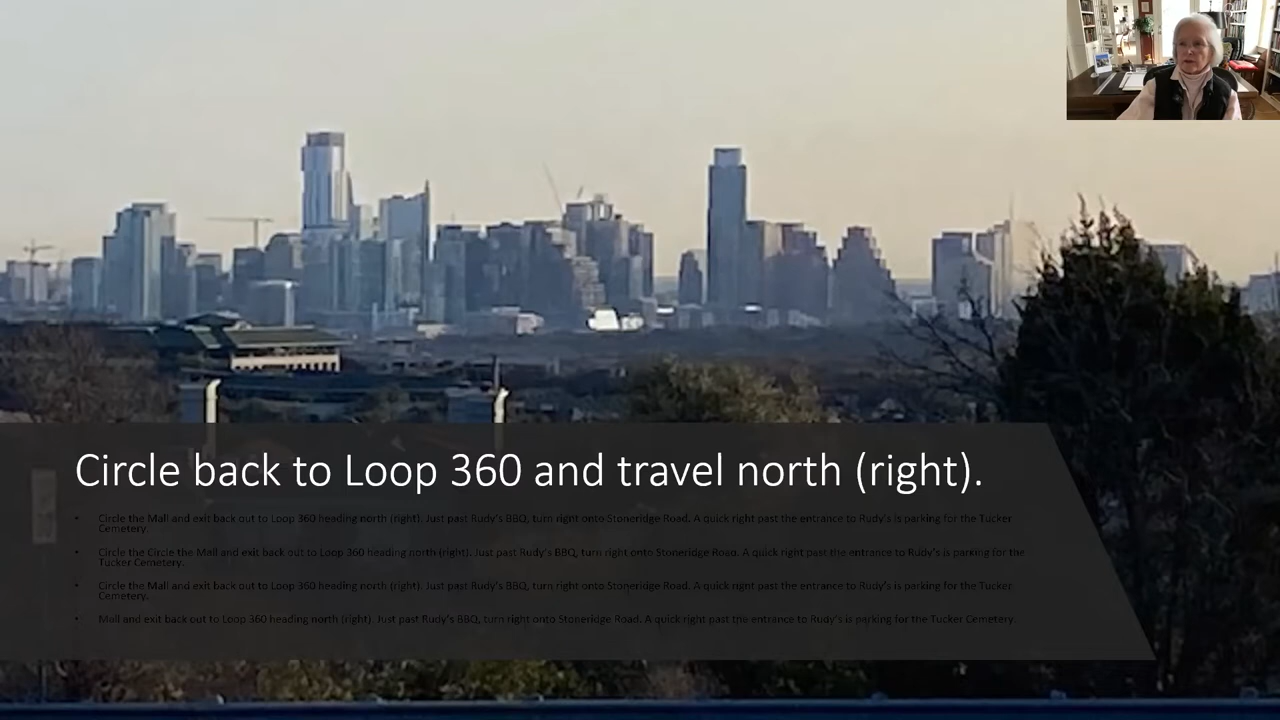 Circle back to Loop 360 and travel north (right).
• Circle the Mall and exit back out to Loop 360 heading north (right). Just past Rudy's BBQ, turn right onto Stoneridge Road. A quick right past the entrance to Rudy's is parking for the Tucker
Cemetery.
• Circle the Circle the Mall and exit back out to Loop 360 heading north (right). Just past Rudy's BBQ, turn right onto Stoneridge Road. A quick right past the entrance to Rudy's is parking for the
Tucker Cemetery.
• Circle the Mall and exit back out to Loop 360 heading north (right). Just past Rudy's BBQ, turn right onto Stoneridge Road. A quick right past the entrance to Rudy's is parking for the Tucker
Cemetery.
• Mall and exit back out to Loop 360 heading north (right). Just past Rudy's BBQ, turn right onto Stoneridge Road. A quick right past the entrance to Rudy's is parking for the Tucker Cemetery.